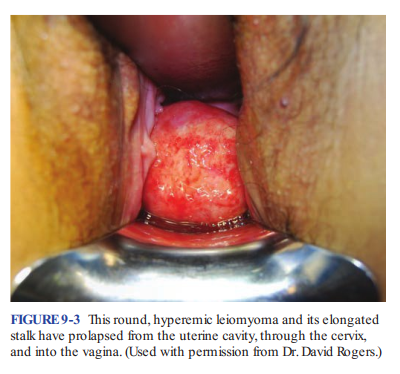 FIGURE 9-3 This round, hyperemic leiomyoma and its elongated
stalk have prolapsed from the uterine cavity, through the cervix,
and into the vagina. (Used with permission from Dr. David Rogers.)